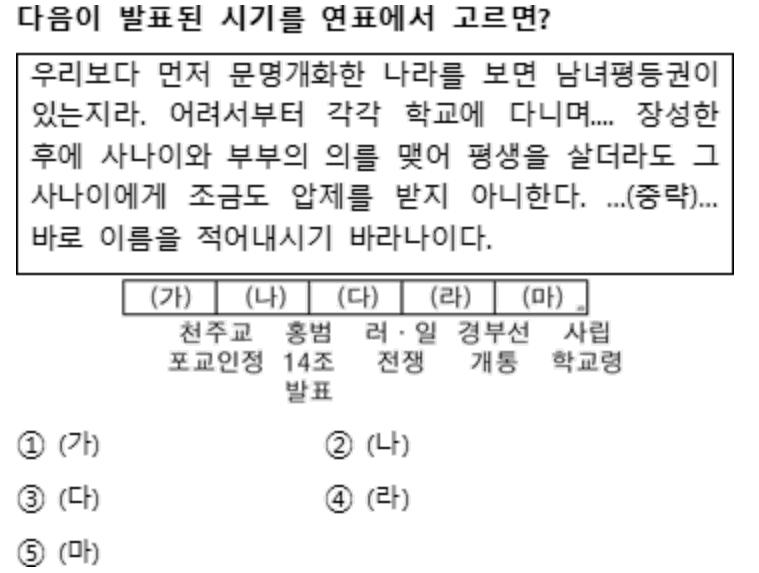 다음이 발표된 시기를 연표에서 고르면?
우리보다 먼저 문명개화한 나라를 보면 남녀평등권이
있는지라. 어려서부터 각각 학교에 다니며.... 장성한
후에 사나이와 부부의 의를 맺어 평생을 살더라도 그
사나이에게 조금도 압제를 받지 아니한다. ...(중략)...
바로 이름을 적어내시기 바라나이다.
(가) (나) (다) (라) (마)
천주교 홍범 러 · 일 경부선 사립
포교인정 14조 전쟁 개통 학교령
발표
① (가) ② (나)
③ (다) ④ (라)
⑤ (마)